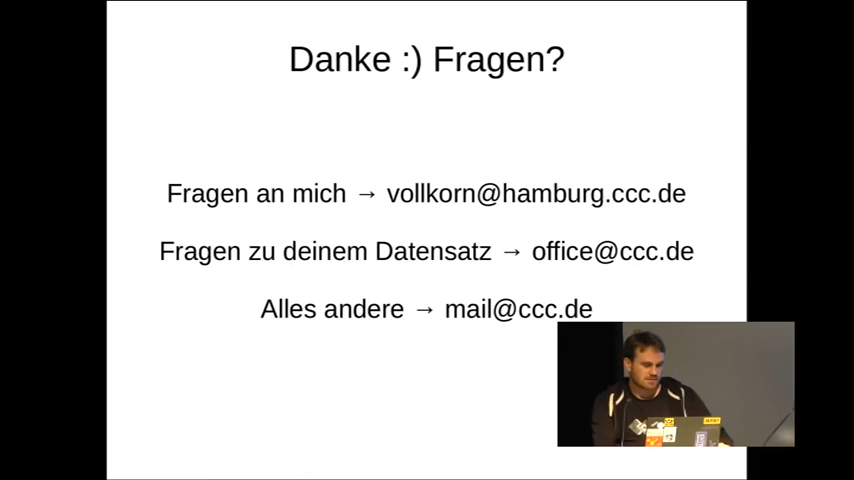 Danke :) Fragen?
Fragen an mich → vollkorn@hamburg.ccc.de
Fragen zu deinem Datensatz → office@ccc.de
Alles andere → mail@ccc.de